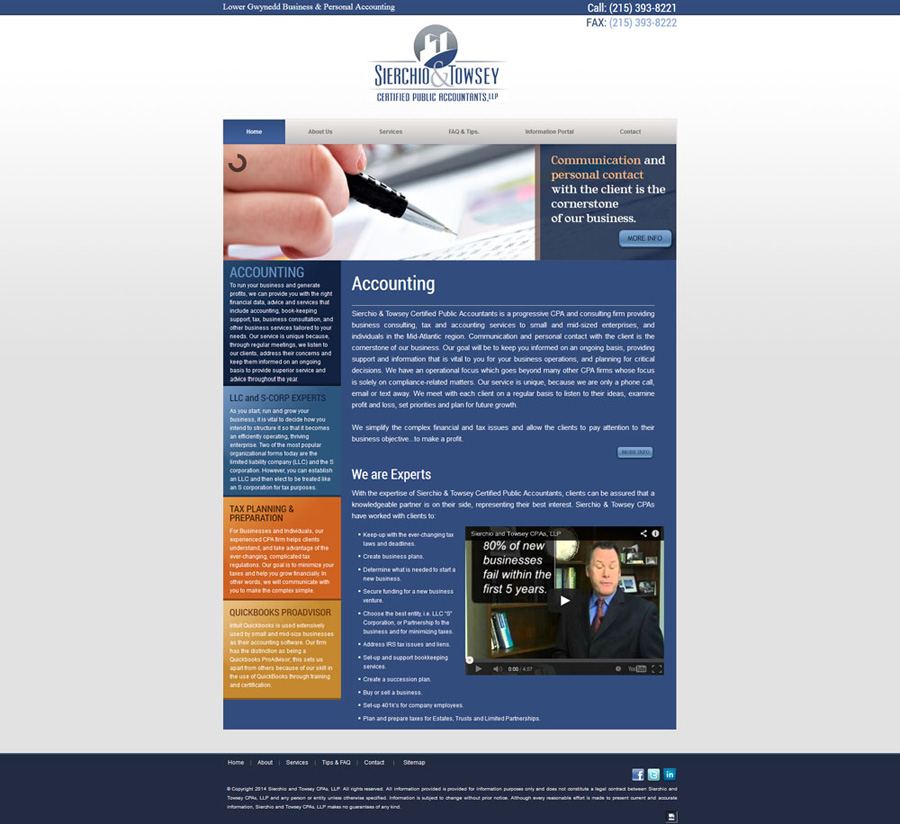 Lower Gwynedd Business & Personal Accounting
Call: (215) 393-8221
FAX: (215) 393-8222
SIERCHIO & TOWSEY
CERTIFIED PUBLIC ACCOUNTANTS, LLP
Home
About Us
Services
FAQ & Tips.
Information Portal
Contact
Communication and
personal contact
with the client is the
cornerstone
of our business.
MORE INFO
ACCOUNTING
To run your business and generate
profits, we can provide you with the right
financial data, advice and services that
include accounting, book-keeping
support, tax, business consultation, and
other business services tailored to your
needs. Our service is unique because,
through regular meetings, we listen to
our clients, address their concerns and
keep them informed on an ongoing
basis to provide superior service and
advice throughout the year.
LLC and S-CORP EXPERTS
As you start, run and grow your
business, it is vital to decide how you
intend to structure it so that it becomes
an efficiently operating, thriving
enterprise. Two of the most popular
organizational forms today are the
limited liability company (LLC) and the S
corporation. However, you can establish
an LLC and then elect to be treated like
an S corporation for tax purposes.
TAX PLANNING &
PREPARATION
For Businesses and Individuals, our
experienced CPA firm helps clients
understand, and take advantage of the
ever-changing, complicated tax
regulations. Our goal is to minimize your
taxes and help you grow financially. In
other words, we will communicate with
you to make the complex simple.
QUICKBOOKS PROADVISOR
Intuit Quickbooks is used extensively
used by small and mid-size businesses
as their accounting software. Our firm
has the distinction as being a
Quickbooks ProAdvisor; this sets us
apart from others because of our skill in
the use of QuickBooks through training
and certification.
Accounting
Sierchio & Towsey Certified Public Accountants is a progressive CPA and consulting firm providing
business consulting, tax and accounting services to small and mid-sized enterprises, and
individuals in the Mid-Atlantic region. Communication and personal contact with the client is the
cornerstone of our business. Our goal will be to keep you informed on an ongoing basis, providing
support and information that is vital to you for your business operations, and planning for critical
decisions. We have an operational focus which goes beyond many other CPA firms whose focus
is solely on compliance-related matters. Our service is unique, because we are only a phone call,
email or text away. We meet with each client on a regular basis to listen to their ideas, examine
profit and loss, set priorities and plan for future growth.
We simplify the complex financial and tax issues and allow the clients to pay attention to their
business objective...to make a profit.
MORE INFO
We are Experts
With the expertise of Sierchio & Towsey Certified Public Accountants, clients can be assured that a
knowledgeable partner is on their side, representing their best interest. Sierchio & Towsey CPAs
have worked with clients to:
Keep-up with the ever-changing tax
laws and deadlines.
Create business plans.
Determine what is needed to start a
new business.
Secure funding for a new business
venture.
Choose the best entity, i.e. LLC "S"
Corporation, or Partnership fo the
business and for minimizing taxes.
Address IRS tax issues and liens.
Set-up and support bookkeeping
services.
Create a succession plan.
Buy or sell a business.
Set-up 401k's for company employees.
Plan and prepare taxes for Estates, Trusts and Limited Partnerships.
Sierchio and Towsey CPAs, LLP
80% of new
businesses
fail within the
first 5 years.
0:00 / 4:07
YouTube
Home | About | Services | Tips & FAQ | Contact | Sitemap
© Copyright 2014 Sierchio and Towsey CPAs, LLP. All rights reserved. All information provided is provided for information purposes only and does not constitute a legal contract between Sierchio and
Towsey CPAs, LLP and any person or entity unless otherwise specified. Information is subject to change without prior notice. Although every reasonable effort is made to present current and accurate
information, Sierchio and Towsey CPAs, LLP makes no guarantees of any kind.